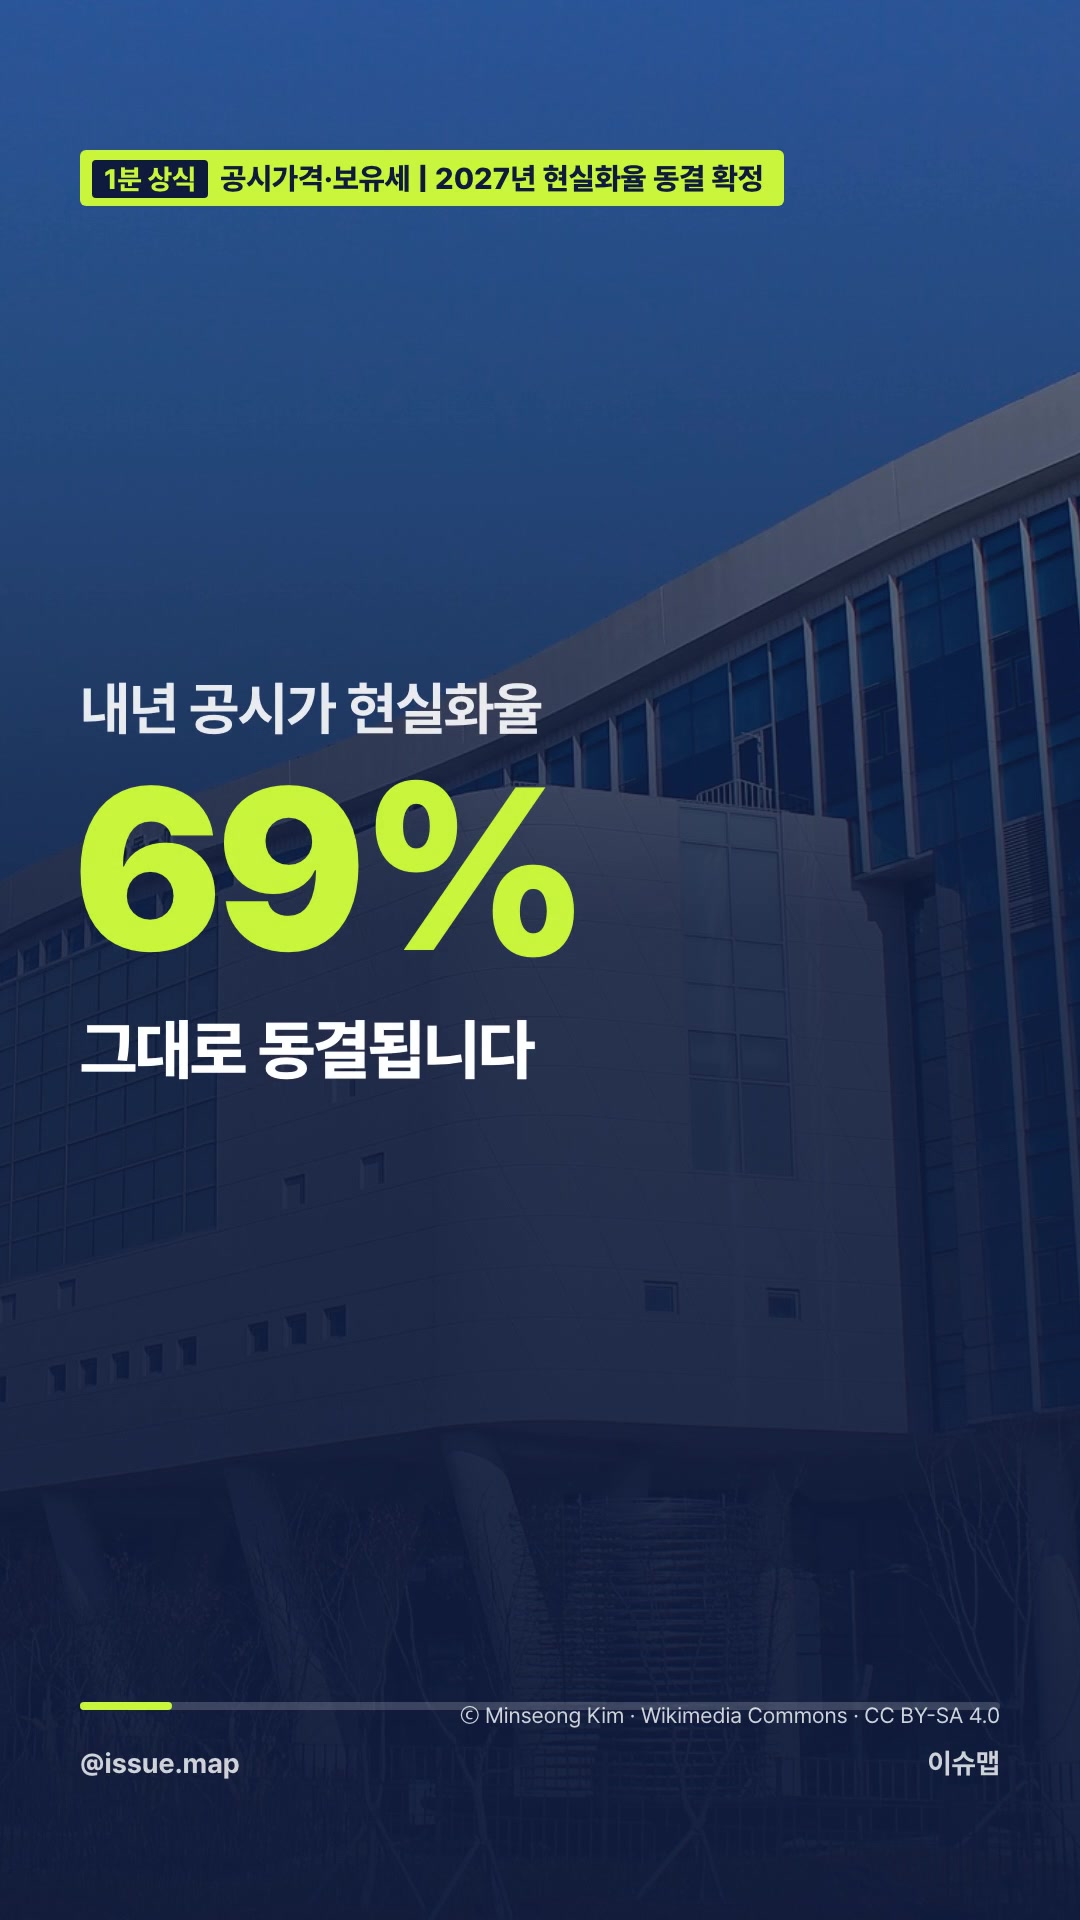 1분 상식 공시가격·보유세 | 2027년 현실화율 동결 확정
내년 공시가 현실화율
69%
그대로 동결됩니다
© Minseong Kim · Wikimedia Commons · CC BY-SA 4.0
@issue.map
이슈맵